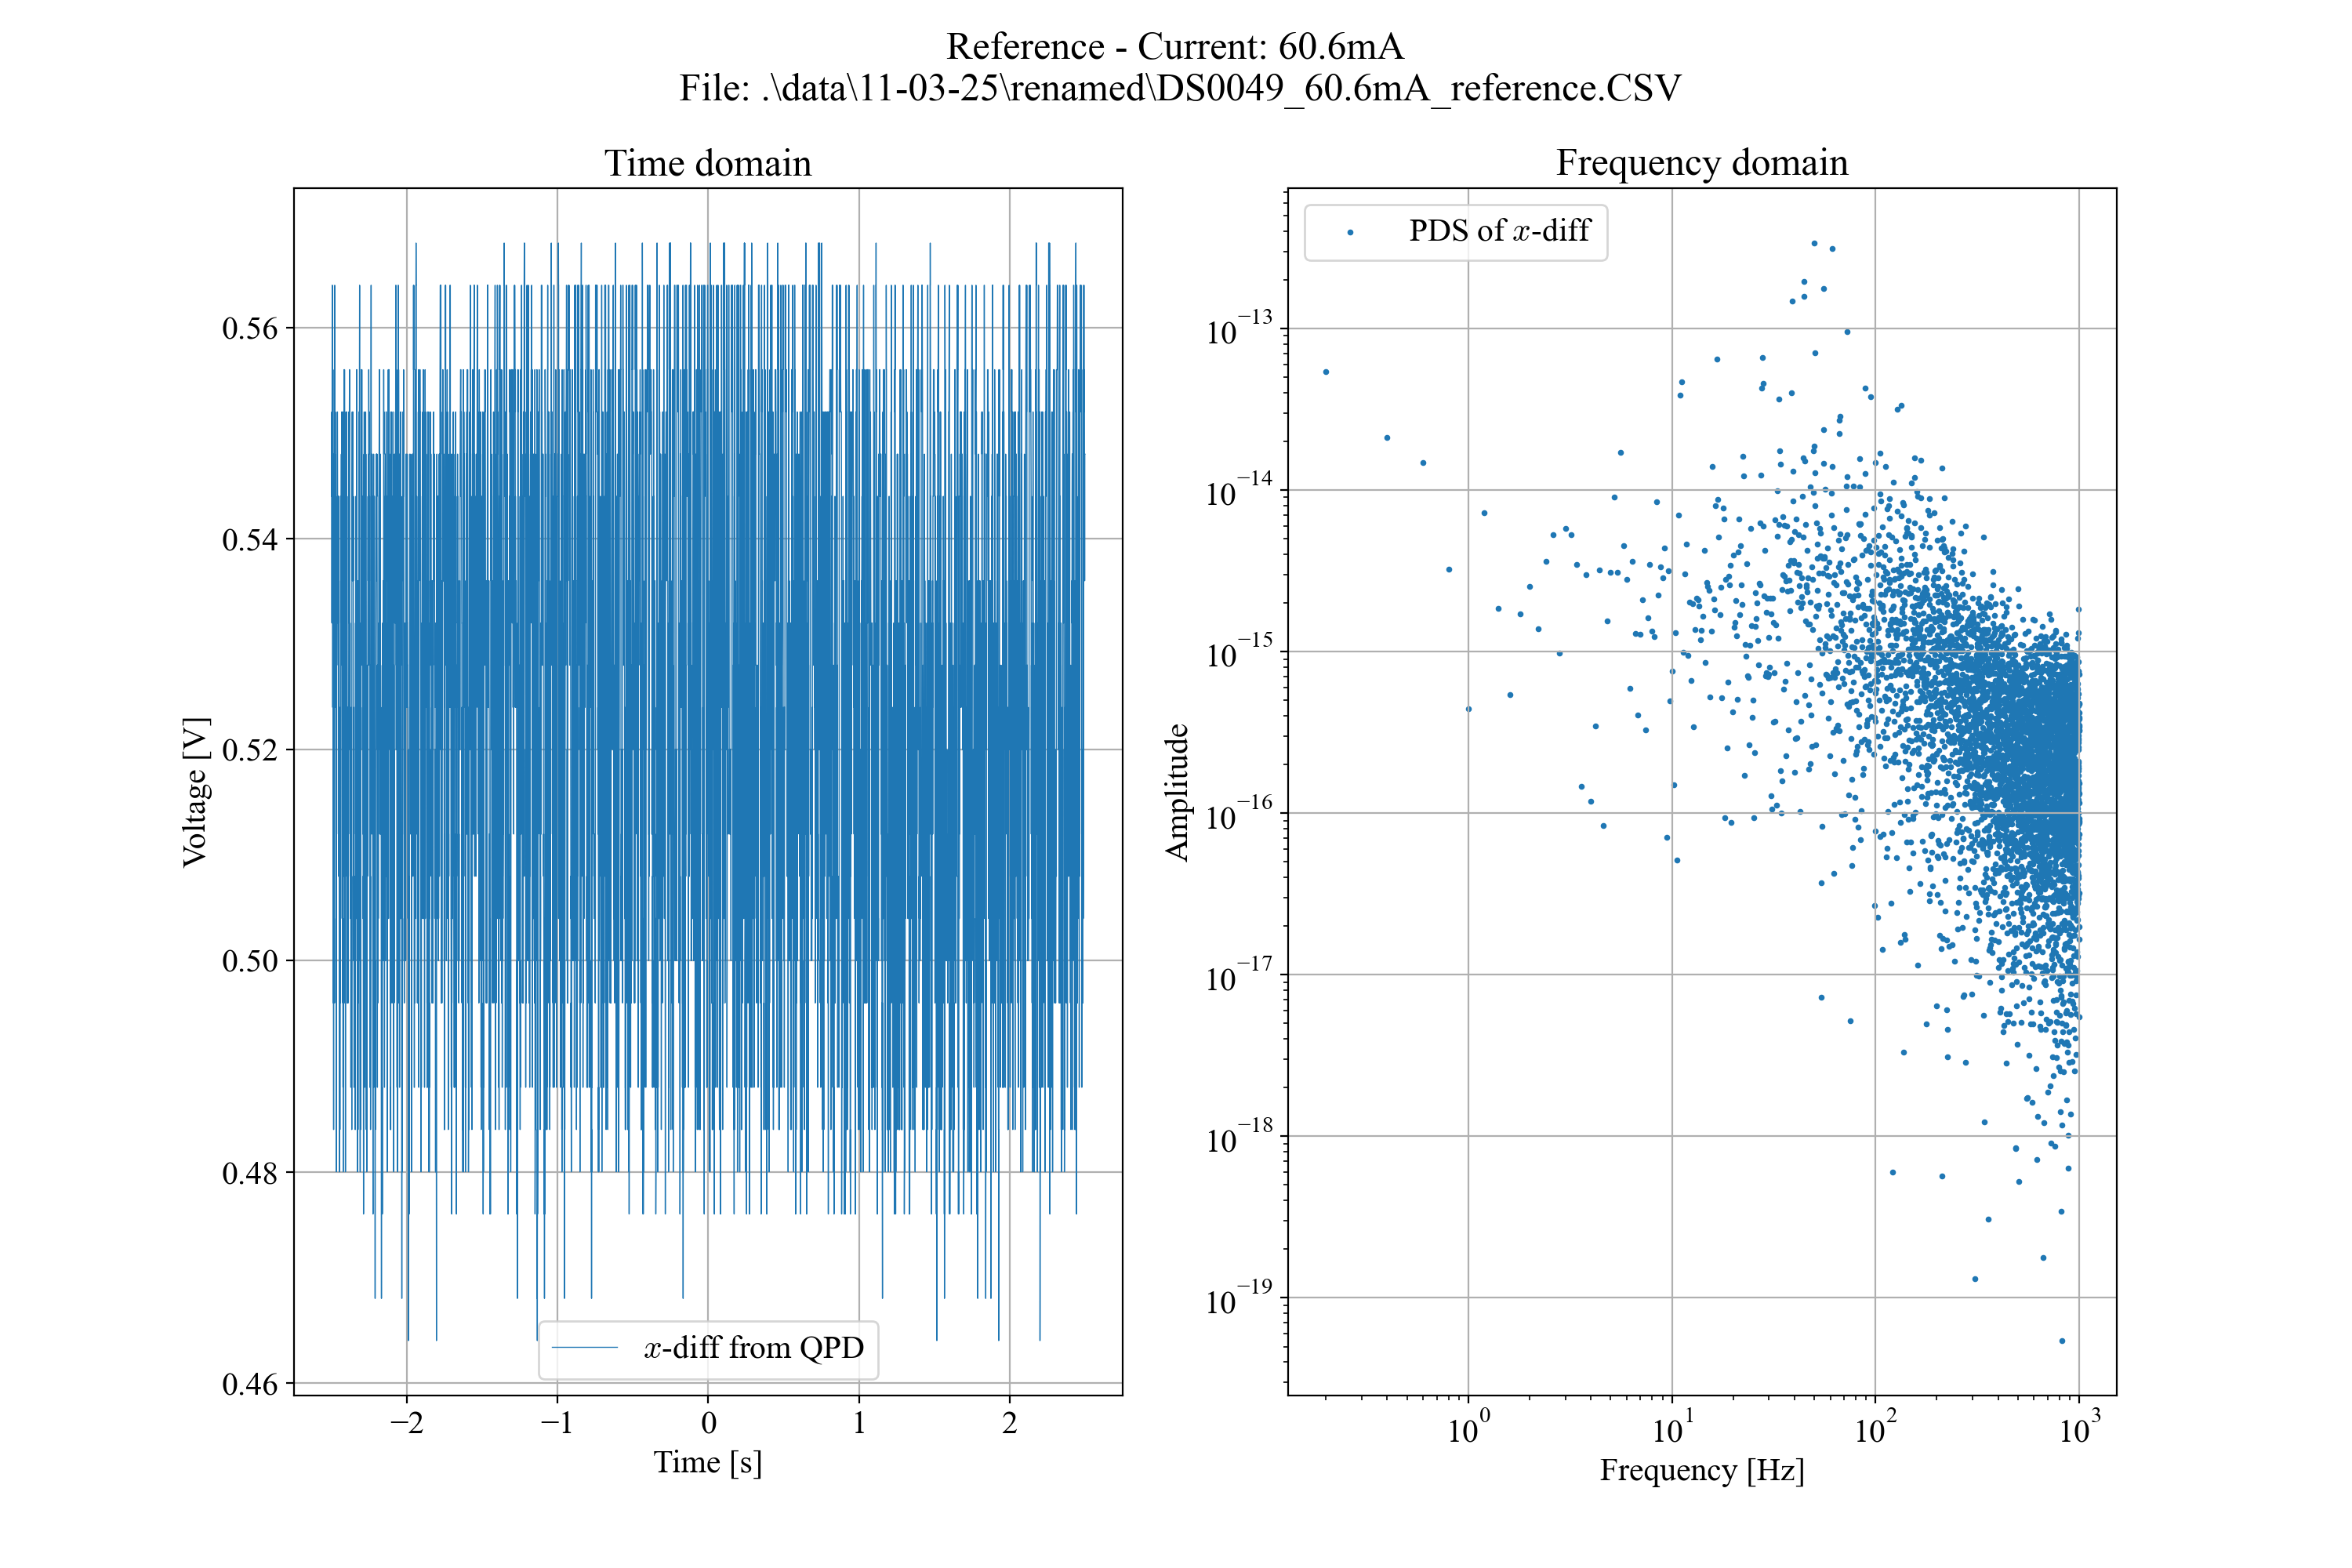 Reference - Current: 60.6mA
File: .\data\11-03-25\renamed\DS0049_60.6mA_reference.CSV
Time domain
0.56
0.54
0.52
0.50
0.48
0.46
Voltage [V]
x-diff from QPD
−2 −1 0 1 2
Time [s]
Frequency domain
PDS of x-diff
10⁻¹³
10⁻¹⁴
10⁻¹⁵
10⁻¹⁶
10⁻¹⁷
10⁻¹⁸
10⁻¹⁹
Amplitude
10⁰ 10¹ 10² 10³
Frequency [Hz]